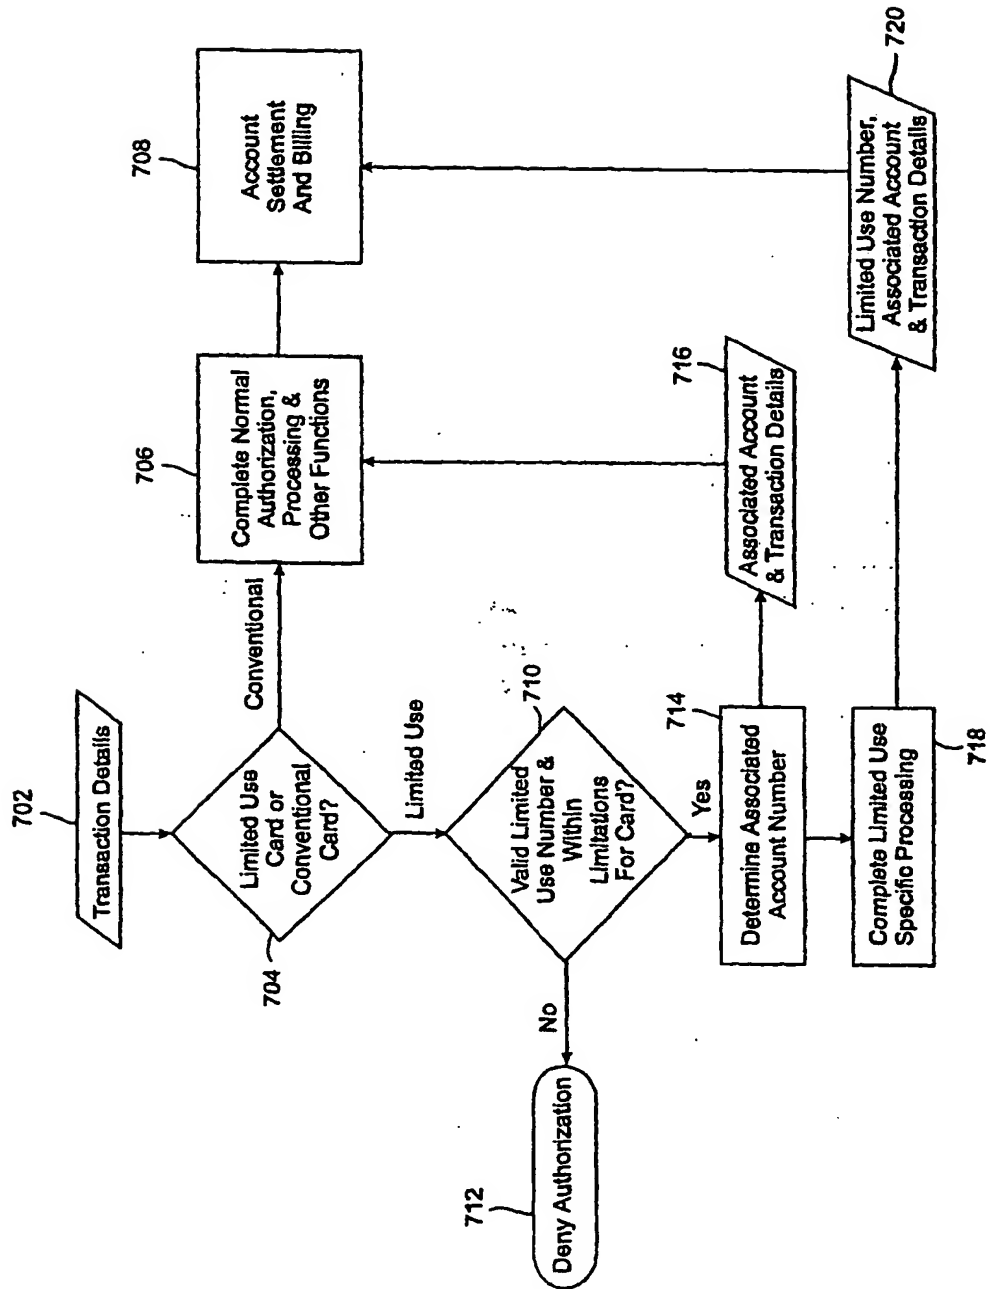 702
Transaction Details
704
Limited Use
Card or
Conventional
Card?
Conventional
706
Complete Normal
Authorization,
Processing &
Other Functions
708
Account
Settlement
And Billing
Limited Use
710
Valid Limited
Use Number &
Within
Limitations
For Card?
No
712
Deny Authorization
Yes
714
Determine Associated
Account Number
716
Associated Account
& Transaction Details
Complete Limited Use
Specific Processing
718
720
Limited Use Number,
Associated Account
& Transaction Details